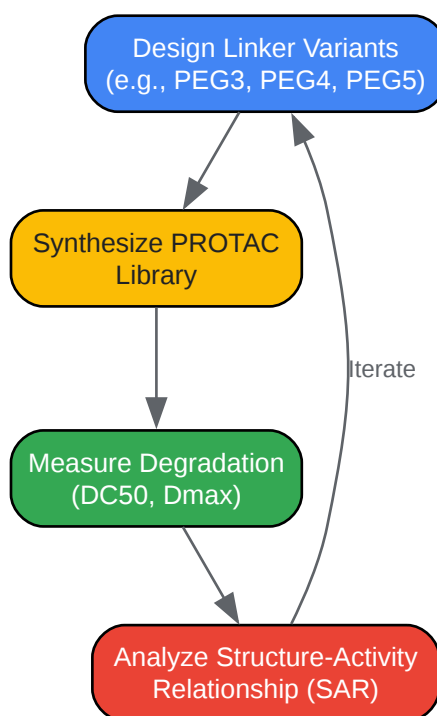 Design Linker Variants
(e.g., PEG3, PEG4, PEG5)
Synthesize PROTAC
Library
Iterate
Measure Degradation
(DC50, Dmax)
Analyze Structure-Activity
Relationship (SAR)